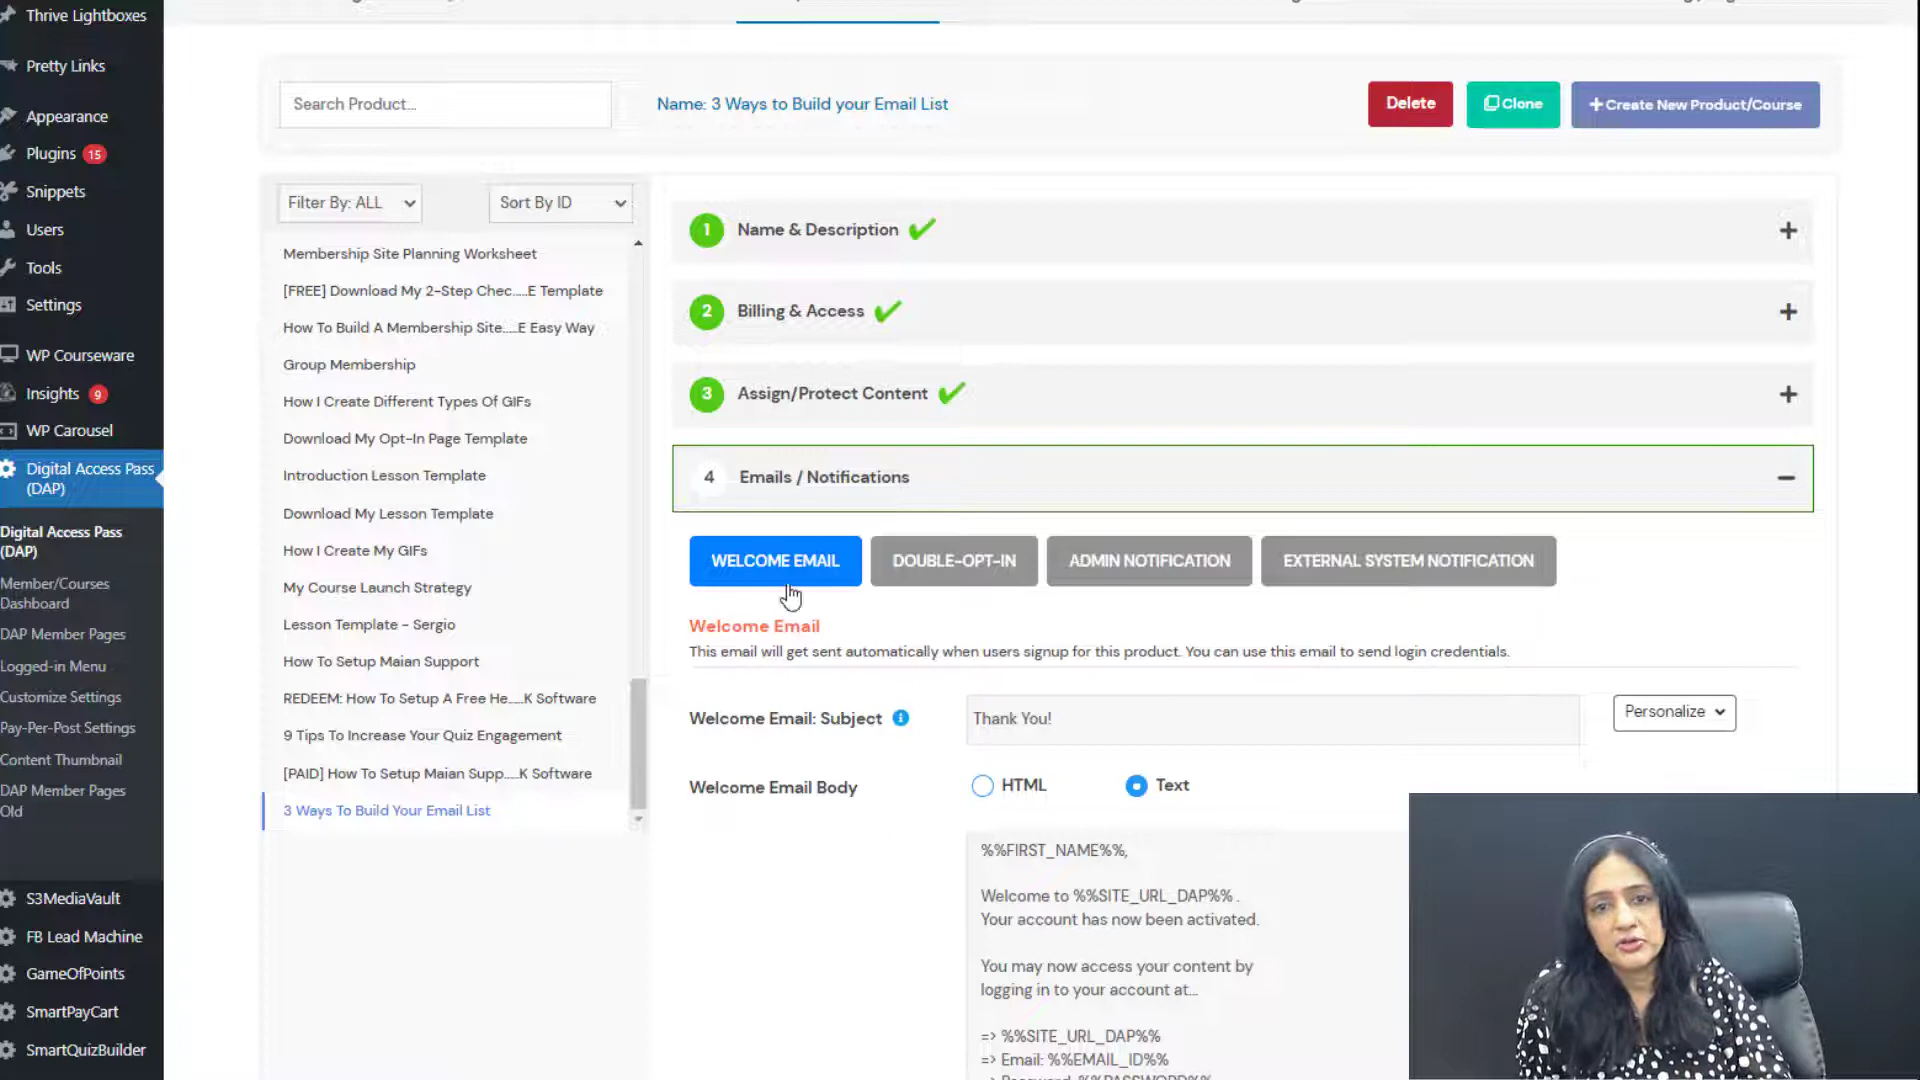 Thrive Lightboxes
Pretty Links
Appearance
Plugins 15
Snippets
Users
Tools
Settings
WP Courseware
Insights 9
WP Carousel
Digital Access Pass
(DAP)
Digital Access Pass
(DAP)
Member/Courses
Dashboard
DAP Member Pages
Logged-in Menu
Customize Settings
Pay-Per-Post Settings
Content Thumbnail
DAP Member Pages
Old
S3MediaVault
FB Lead Machine
GameOfPoints
SmartPayCart
SmartQuizBuilder
Search Product...
Name: 3 Ways to Build your Email List
Delete
Clone
+Create New Product/Course
Filter By: ALL
Sort By ID
Membership Site Planning Worksheet
[FREE] Download My 2-Step Chec.....E Template
How To Build A Membership Site.....E Easy Way
Group Membership
How I Create Different Types Of GIFs
Download My Opt-In Page Template
Introduction Lesson Template
Download My Lesson Template
How I Create My GIFs
My Course Launch Strategy
Lesson Template - Sergio
How To Setup Maian Support
REDEEM: How To Setup A Free He.....K Software
9 Tips To Increase Your Quiz Engagement
[PAID] How To Setup Maian Supp.....K Software
3 Ways To Build Your Email List
1 Name & Description
2 Billing & Access
3 Assign/Protect Content
4 Emails / Notifications
WELCOME EMAIL
DOUBLE-OPT-IN
ADMIN NOTIFICATION
EXTERNAL SYSTEM NOTIFICATION
Welcome Email
This email will get sent automatically when users signup for this product. You can use this email to send login credentials.
Welcome Email: Subject
Thank You!
Personalize
Welcome Email Body
HTML
Text
%%FIRST_NAME%%,
Welcome to %%SITE_URL_DAP%% .
Your account has now been activated.
You may now access your content by
logging in to your account at...
=> %%SITE_URL_DAP%%
=> Email: %%EMAIL_ID%%